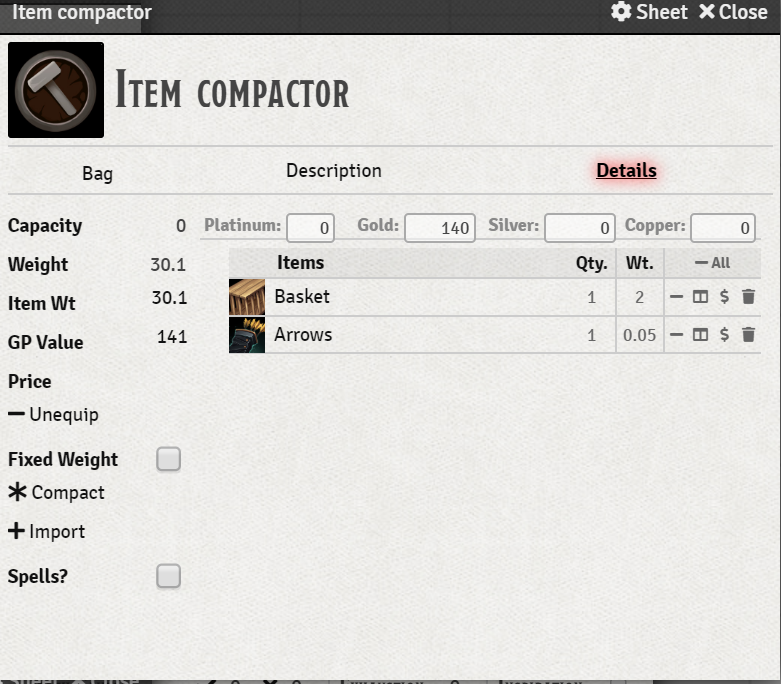 Item compactor Sheet Close
Item compactor
Bag Description Details
Capacity 0 Platinum: 0 Gold: 140 Silver: 0 Copper: 0
Weight 30.1 Items Qty. Wt. All
Item Wt 30.1 Basket 1 2 $
GP Value 141 Arrows 1 0.05 $
Price
Unequip
Fixed Weight
Compact
Import
Spells?